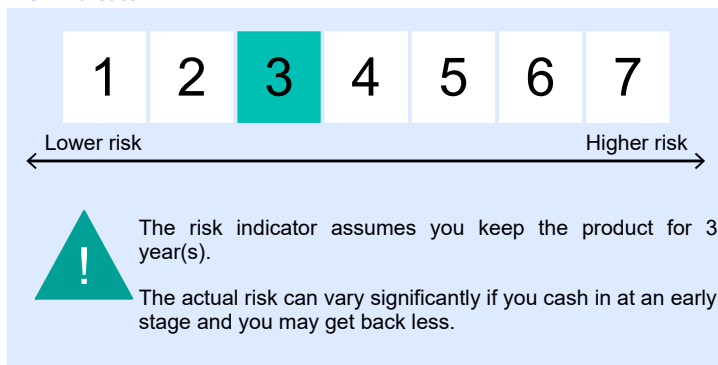 1 2 3 4 5 6 7
Lower risk Higher risk
!
The risk indicator assumes you keep the product for 3
year(s).
The actual risk can vary significantly if you cash in at an early
stage and you may get back less.